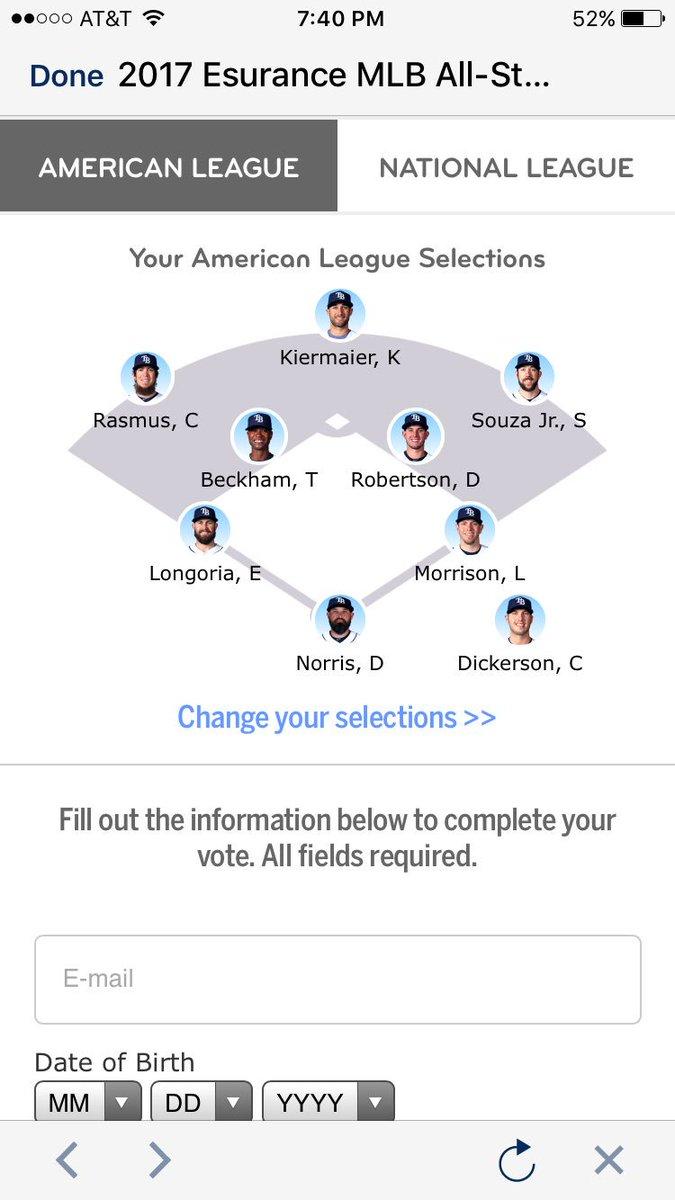 AT&T 7:40 PM 52%
Done 2017 Esurance MLB All-St...
AMERICAN LEAGUE NATIONAL LEAGUE
Your American League Selections
Kiermaier, K
Rasmus, C Souza Jr., S
Beckham, T Robertson, D
Longoria, E Morrison, L
Norris, D Dickerson, C
Change your selections >>
Fill out the information below to complete your
vote. All fields required.
E-mail
Date of Birth
MM DD YYYY